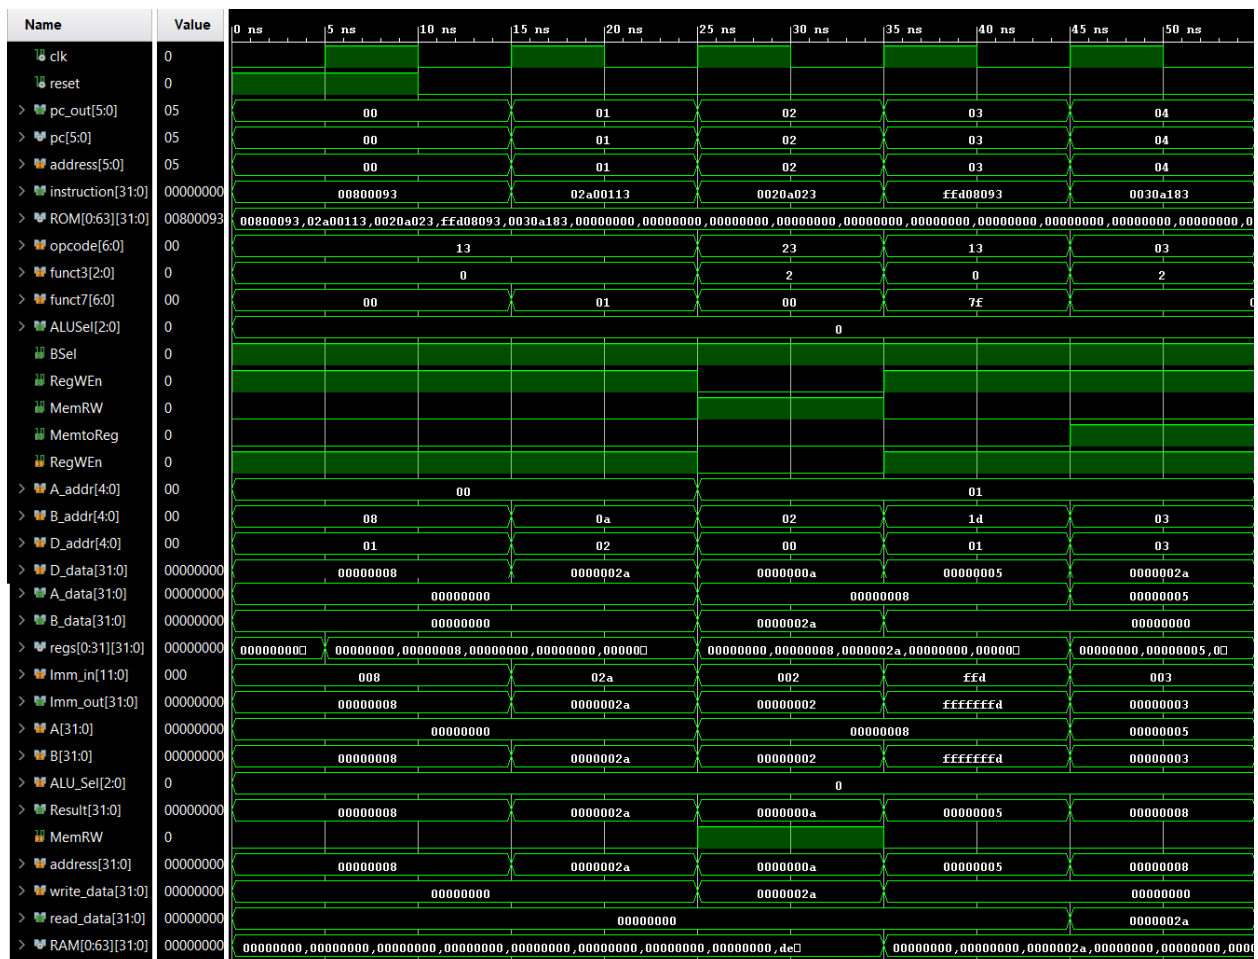 Name Value 0 ns 5 ns 10 ns 15 ns 20 ns 25 ns 30 ns 35 ns 40 ns 45 ns 50 ns
clk 0
reset 0
pc_out[5:0] 05 00 01 02 03 04
pc[5:0] 05 00 01 02 03 04
address[5:0] 05 00 01 02 03 04
instruction[31:0] 00000000 00800093 02a00113 0020a023 ffd08093 0030a183
ROM[0:63][31:0] 00800093 00800093,02a00113,0020a023,ffd08093,0030a183,00000000,00000000,00000000,00000000,00000000,00000000,00000000,00000000,00000000,0
opcode[6:0] 00 13 23 13 03
funct3[2:0] 0 0 2 0 2
funct7[6:0] 00 00 01 00 7f 0
ALUSel[2:0] 0 0
BSel 0
RegWEn 0
MemRW 0
MemtoReg 0
RegWEn 0
A_addr[4:0] 00 00 01
B_addr[4:0] 00 08 0a 02 1d 03
D_addr[4:0] 00 01 02 00 01 03
D_data[31:0] 00000000 00000008 0000002a 0000000a 00000005 0000002a
A_data[31:0] 00000000 00000000 00000008 00000005
B_data[31:0] 00000000 00000000 0000002a 00000000
regs[0:31][31:0] 00000000 00000000 00000000,00000008,00000000,00000000,00000 00000000,00000008,0000002a,00000000,00000 00000000,00000005,0
Imm_in[11:0] 000 008 02a 002 ffd 003
Imm_out[31:0] 00000000 00000008 0000002a 00000002 fffffffd 00000003
A[31:0] 00000000 00000000 00000008 00000005
B[31:0] 00000000 00000008 0000002a 00000002 fffffffd 00000003
ALU_Sel[2:0] 0 0
Result[31:0] 00000000 00000008 0000002a 0000000a 00000005 00000008
MemRW 0
address[31:0] 00000000 00000008 0000002a 0000000a 00000005 00000008
write_data[31:0] 00000000 00000000 0000002a 00000000
read_data[31:0] 00000000 00000000 0000002a
RAM[0:63][31:0] 00000000 00000000,00000000,00000000,00000000,00000000,00000000,00000000,00000000,de 00000000,00000000,0000002a,00000000,00000000,0000